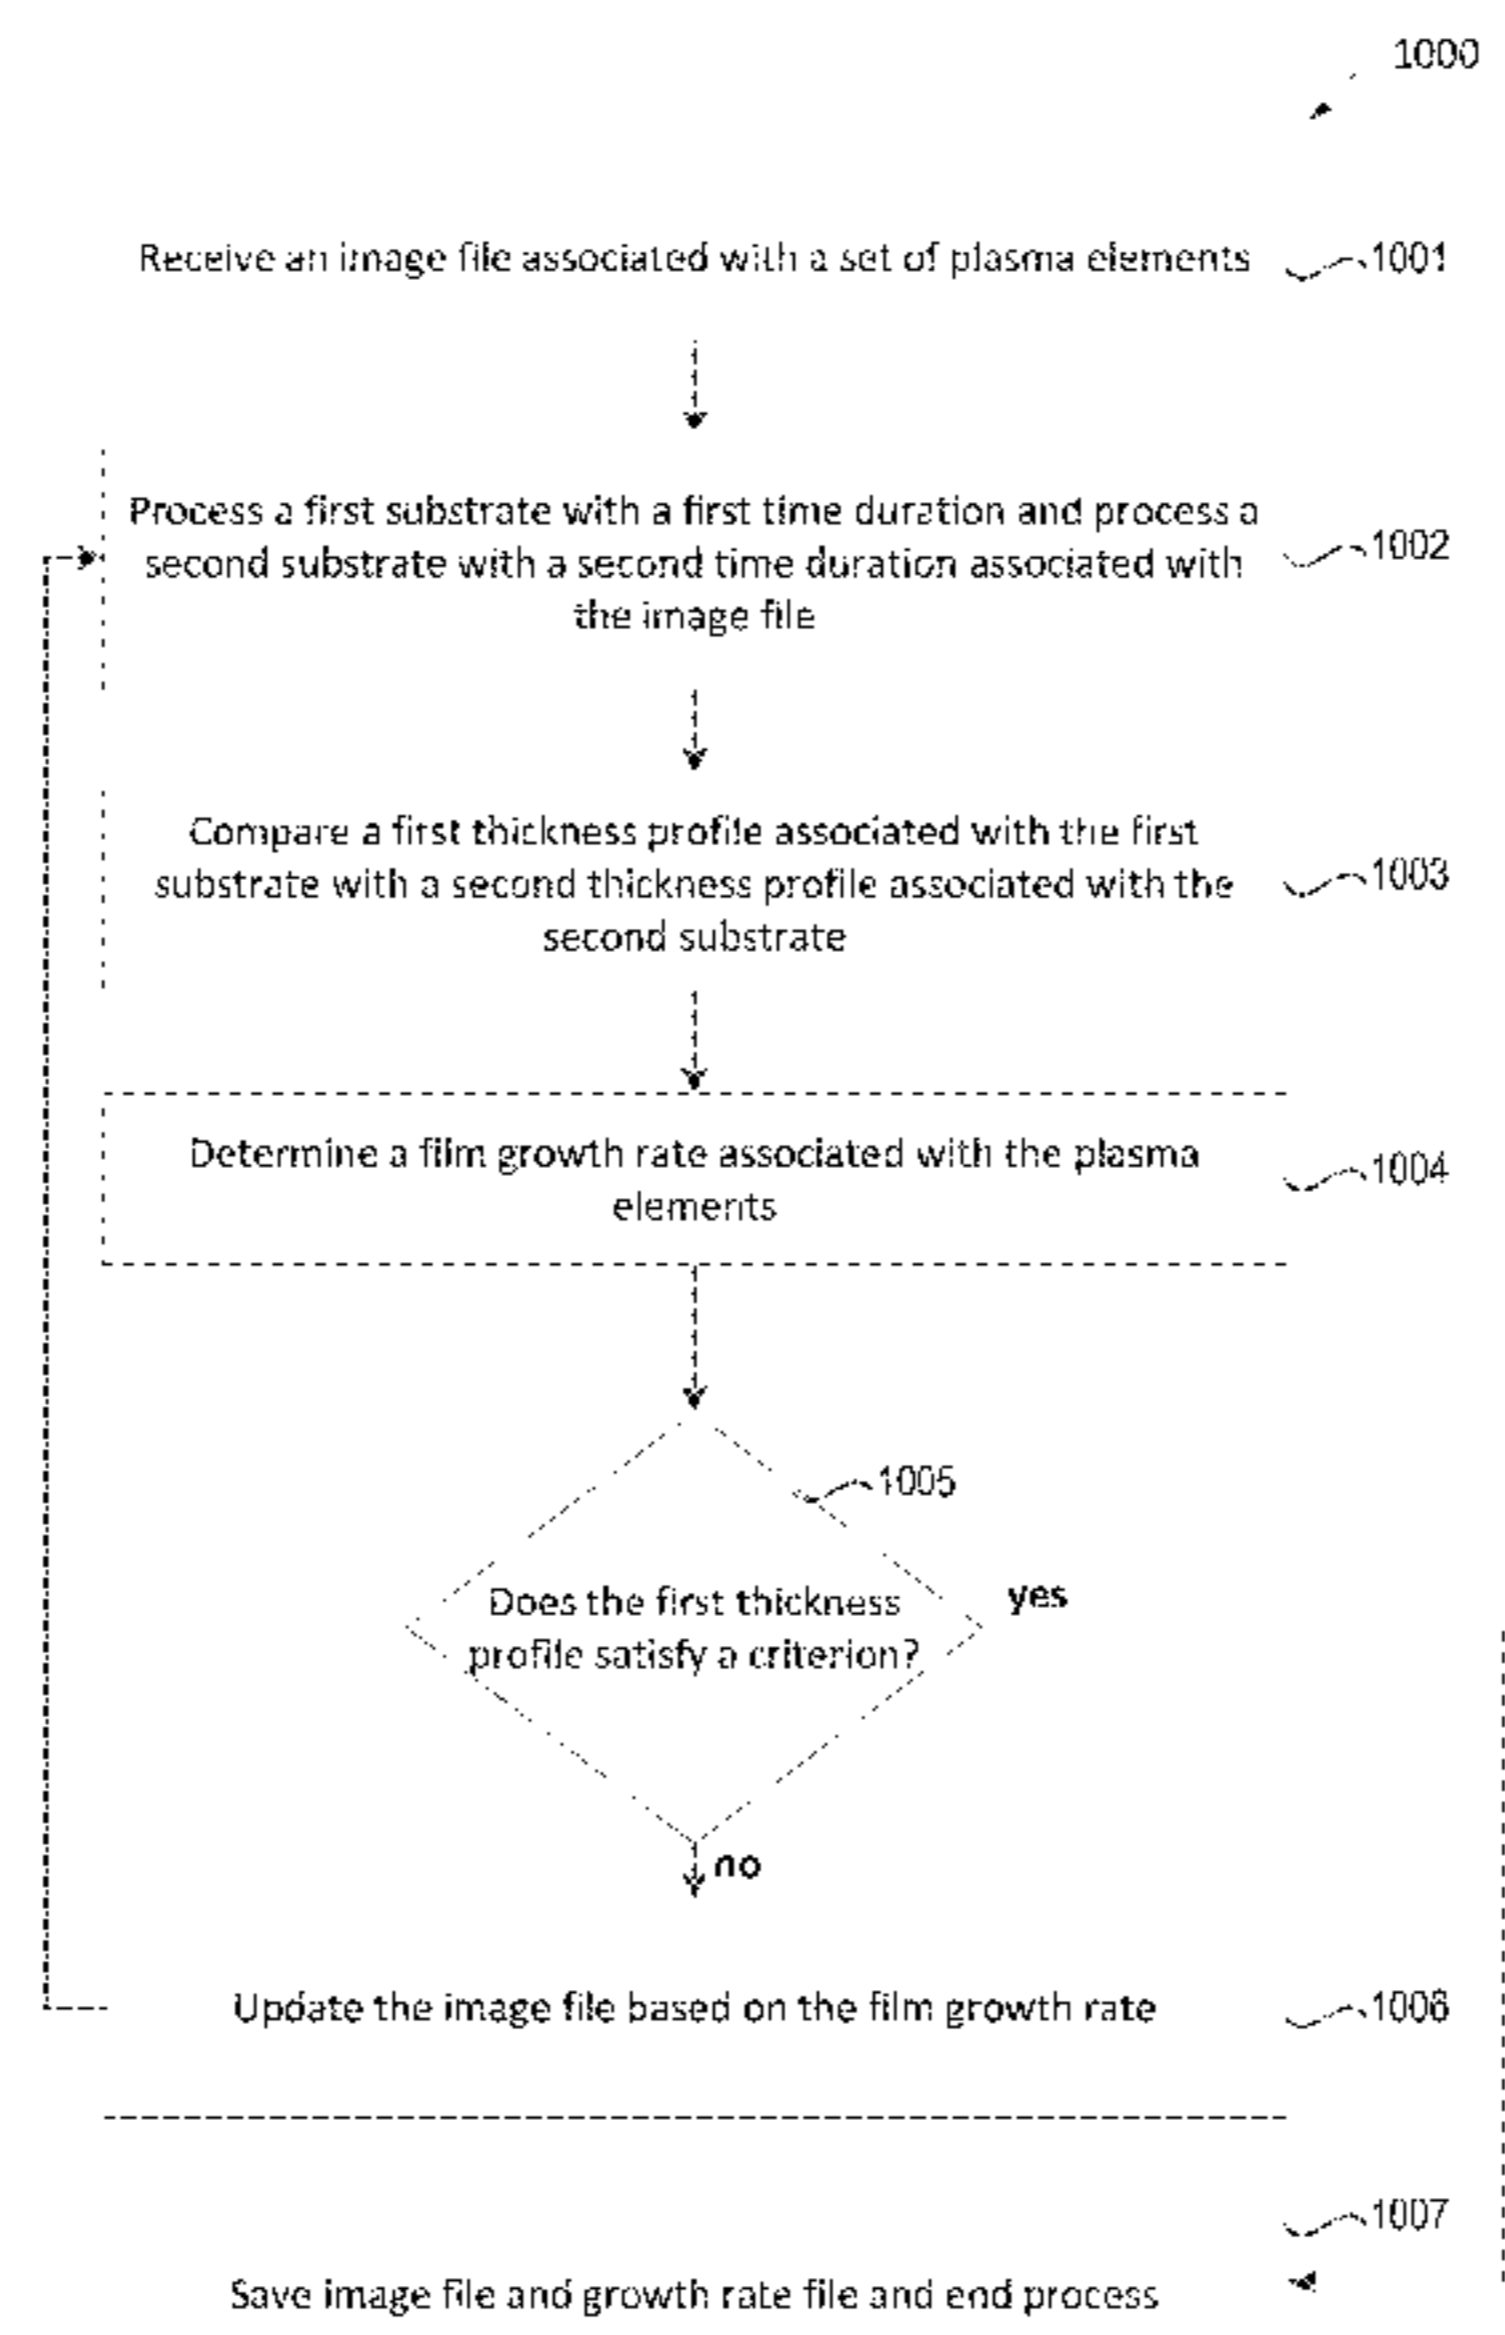 1000
Receive an image file associated with a set of plasma elements
1001
Process a first substrate with a first time duration and process a
second substrate with a second time duration associated with
the image file
1002
Compare a first thickness profile associated with the first
substrate with a second thickness profile associated with the
second substrate
1003
Determine a film growth rate associated with the plasma
elements
1004
1005
Does the first thickness
profile satisfy a criterion?
yes
no
Update the image file based on the film growth rate
1006
1007
Save image file and growth rate file and end process